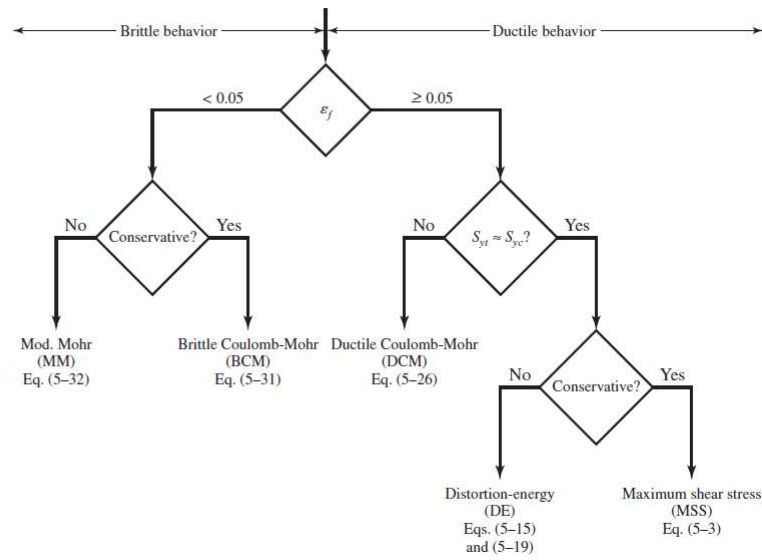 Brittle behavior
Ductile behavior
< 0.05
≥ 0.05
εf
No
Conservative?
Yes
No
Syt ≈ Syc?
Yes
Mod. Mohr
(MM)
Eq. (5–32)
Brittle Coulomb-Mohr
(BCM)
Eq. (5–31)
Ductile Coulomb-Mohr
(DCM)
Eq. (5–26)
No
Conservative?
Yes
Distortion-energy
(DE)
Eqs. (5–15)
and (5–19)
Maximum shear stress
(MSS)
Eq. (5–3)